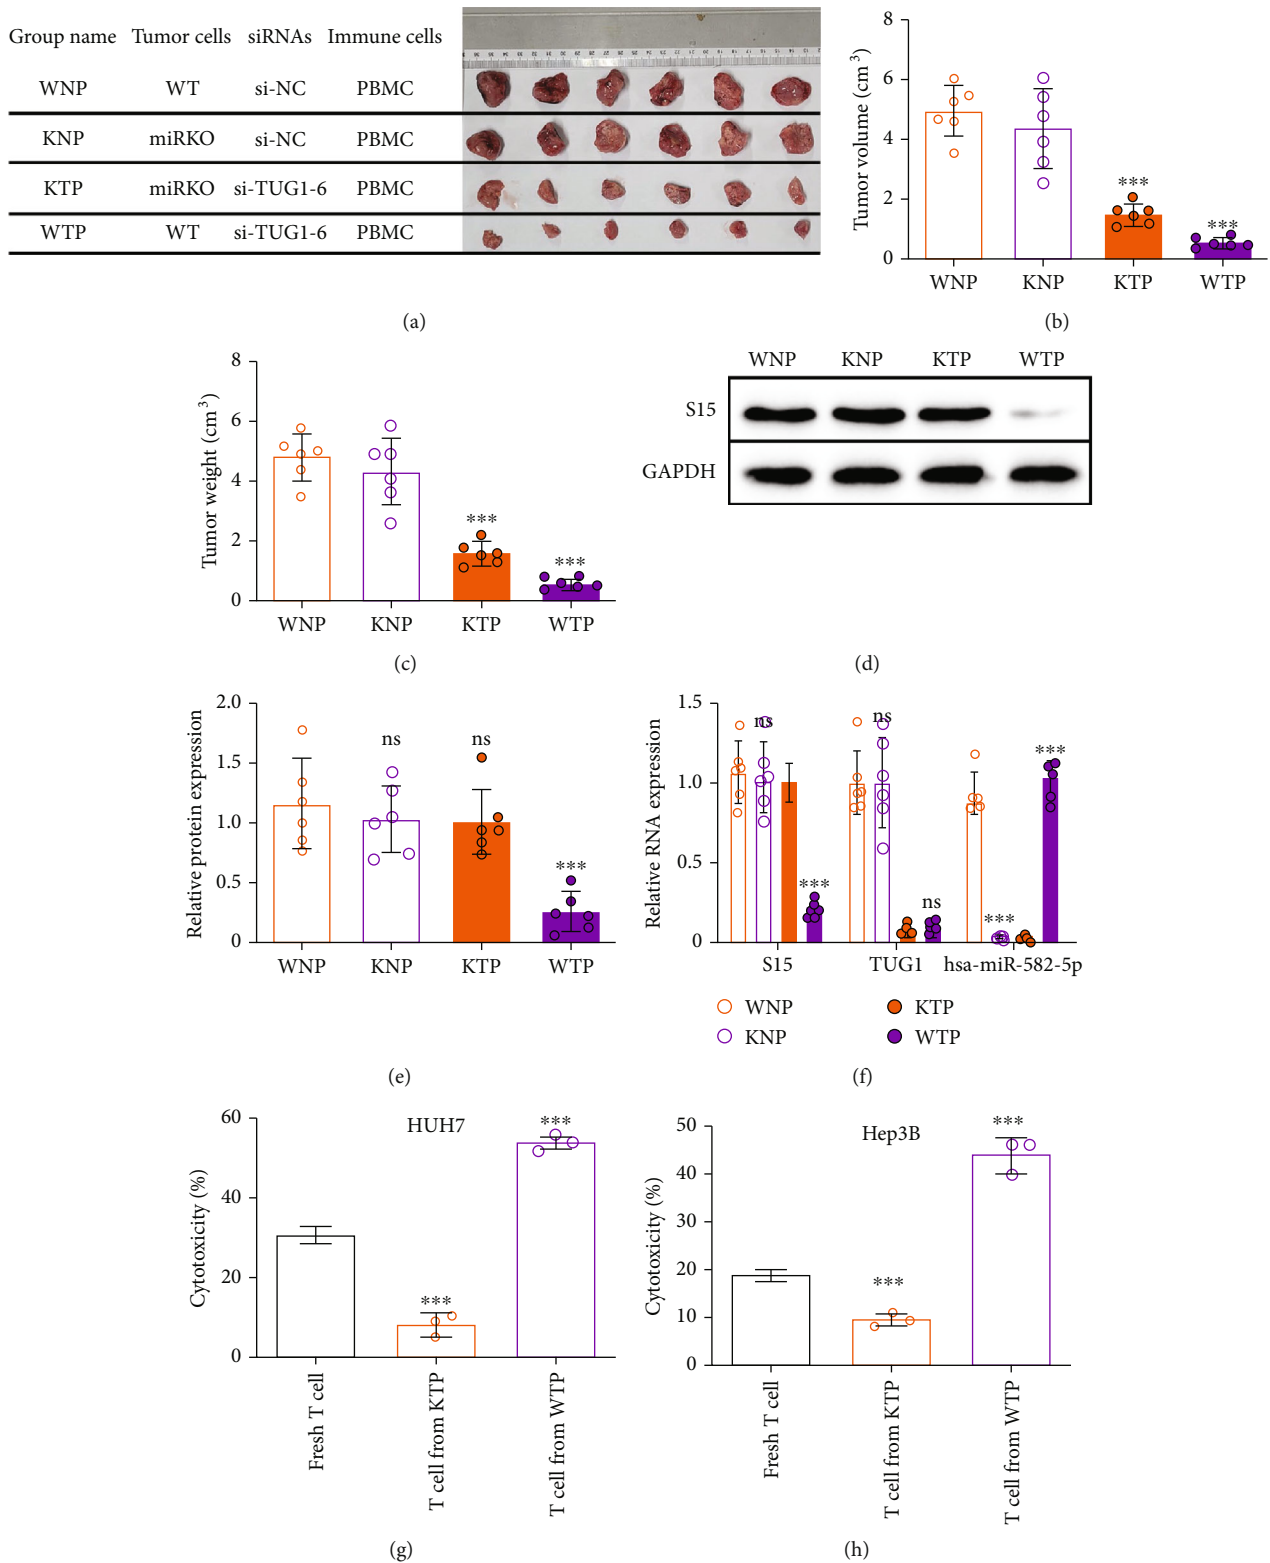 Group name Tumor cells siRNAs Immune cells
WNP WT si-NC PBMC
KNP miRKO si-NC PBMC
KTP miRKO si-TUG1-6 PBMC
WTP WT si-TUG1-6 PBMC
(a)
Tumor volume (cm3)
8
6
4
2
0
***
***
WNP KNP KTP WTP
(b)
Tumor weight (cm3)
8
6
4
2
0
***
***
WNP KNP KTP WTP
(c)
WNP KNP KTP WTP
S15
GAPDH
(d)
Relative protein expression
2.0
1.5
1.0
0.5
0
ns ns
***
WNP KNP KTP WTP
(e)
Relative RNA expression
1.5
1.0
0.5
0
ns ns
***
***
ns
***
S15 TUG1 hsa-miR-582-5p
WNP KTP
KNP WTP
(f)
HUH7
Cytotoxicity (%)
60
40
20
0
***
***
Fresh T cell
T cell from KTP
T cell from WTP
(g)
Hep3B
Cytotoxicity (%)
50
40
30
20
10
0
***
***
Fresh T cell
T cell from KTP
T cell from WTP
(h)